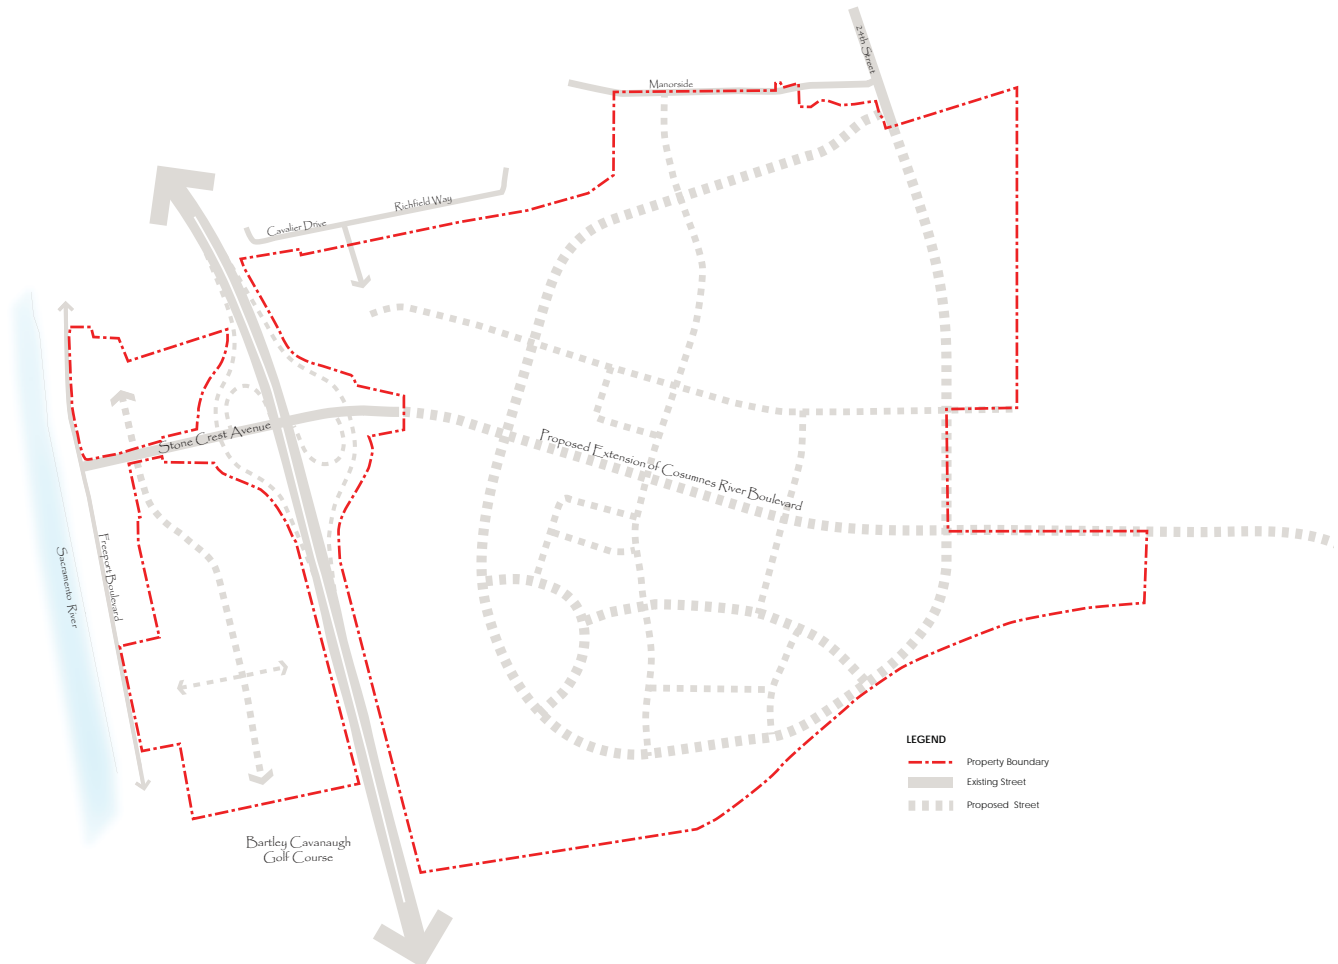 24th Street
Manorside
Richfield Way
Cavalier Drive
Stone Crest Avenue
Proposed Extension of Cosumnes River Boulevard
Freeport Boulevard
Sacramento River
LEGEND
Property Boundary
Existing Street
Proposed Street
Bartley Cavanaugh
Golf Course